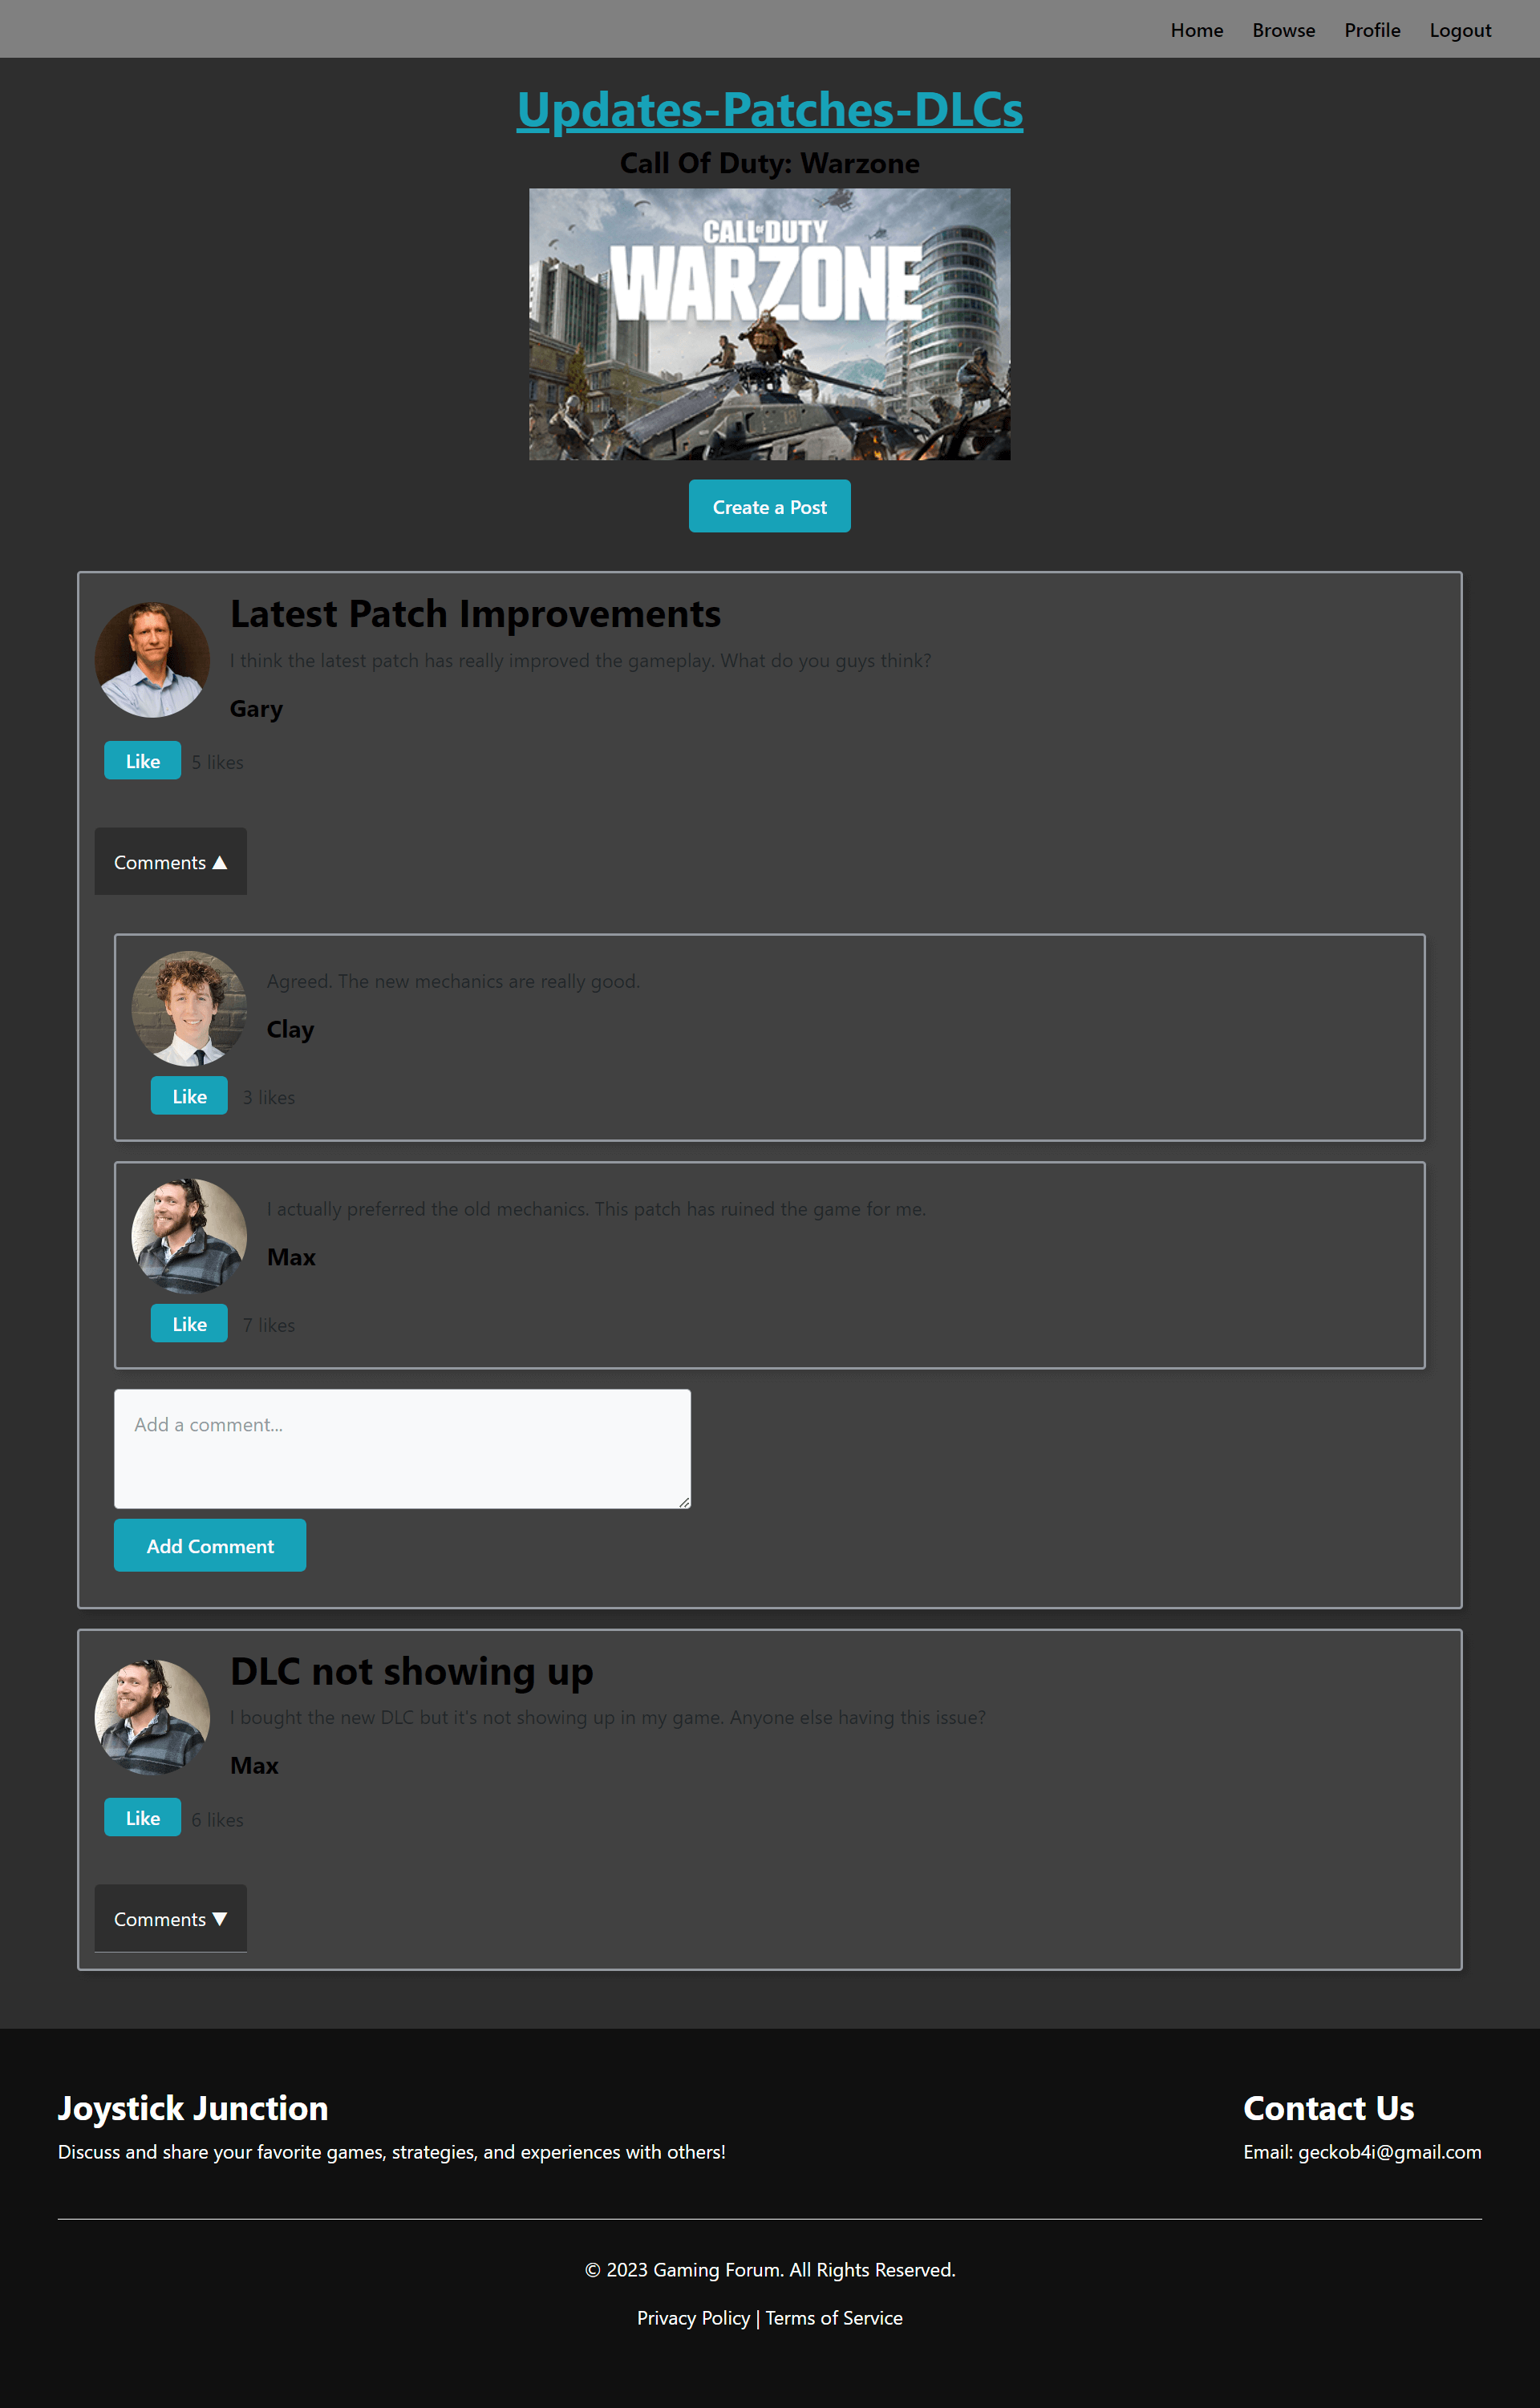 Home Browse Profile Logout
Updates-Patches-DLCs
Call Of Duty: Warzone
CALL OF DUTY
WARZONE
Create a Post
Latest Patch Improvements
I think the latest patch has really improved the gameplay. What do you guys think?
Gary
Like 5 likes
Comments ▲
Agreed. The new mechanics are really good.
Clay
Like 3 likes
I actually preferred the old mechanics. This patch has ruined the game for me.
Max
Like 7 likes
Add a comment...
Add Comment
DLC not showing up
I bought the new DLC but it's not showing up in my game. Anyone else having this issue?
Max
Like 6 likes
Comments ▼
Joystick Junction
Discuss and share your favorite games, strategies, and experiences with others!
Contact Us
Email: geckob4i@gmail.com
© 2023 Gaming Forum. All Rights Reserved.
Privacy Policy | Terms of Service